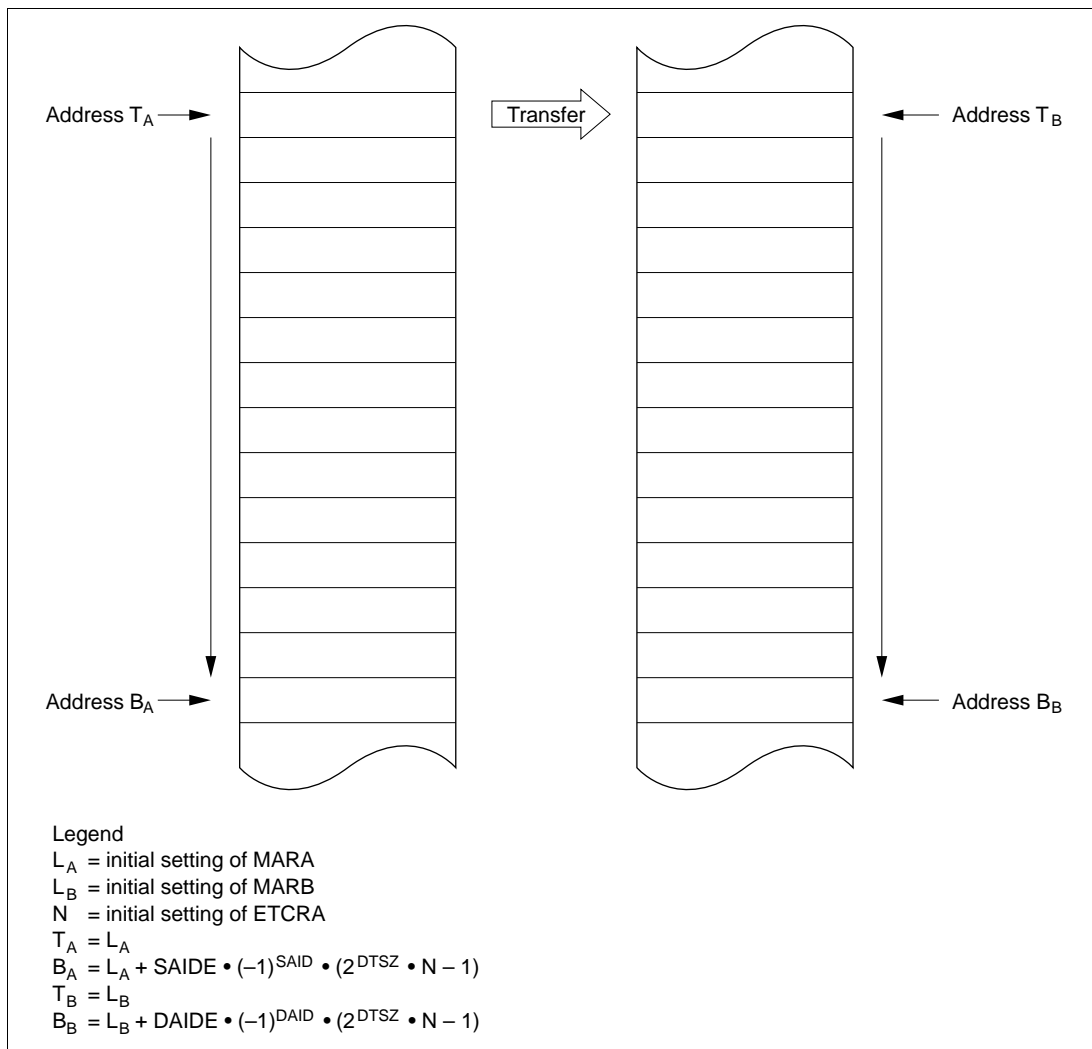 Address T_A
Transfer
Address T_B
Address B_A
Address B_B
Legend
L_A = initial setting of MARA
L_B = initial setting of MARB
N = initial setting of ETCRA
T_A = L_A
B_A = L_A + SAIDE • (–1)^SAID • (2^DTSZ • N – 1)
T_B = L_B
B_B = L_B + DAIDE • (–1)^DAID • (2^DTSZ • N – 1)